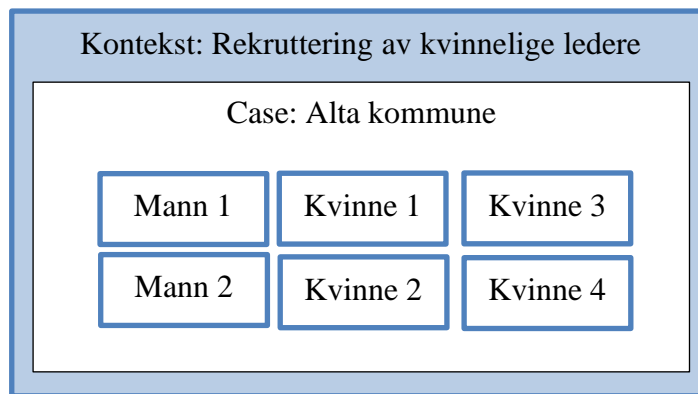 Kontekst: Rekruttering av kvinnelige ledere
Case: Alta kommune
Mann 1 Kvinne 1 Kvinne 3
Mann 2 Kvinne 2 Kvinne 4